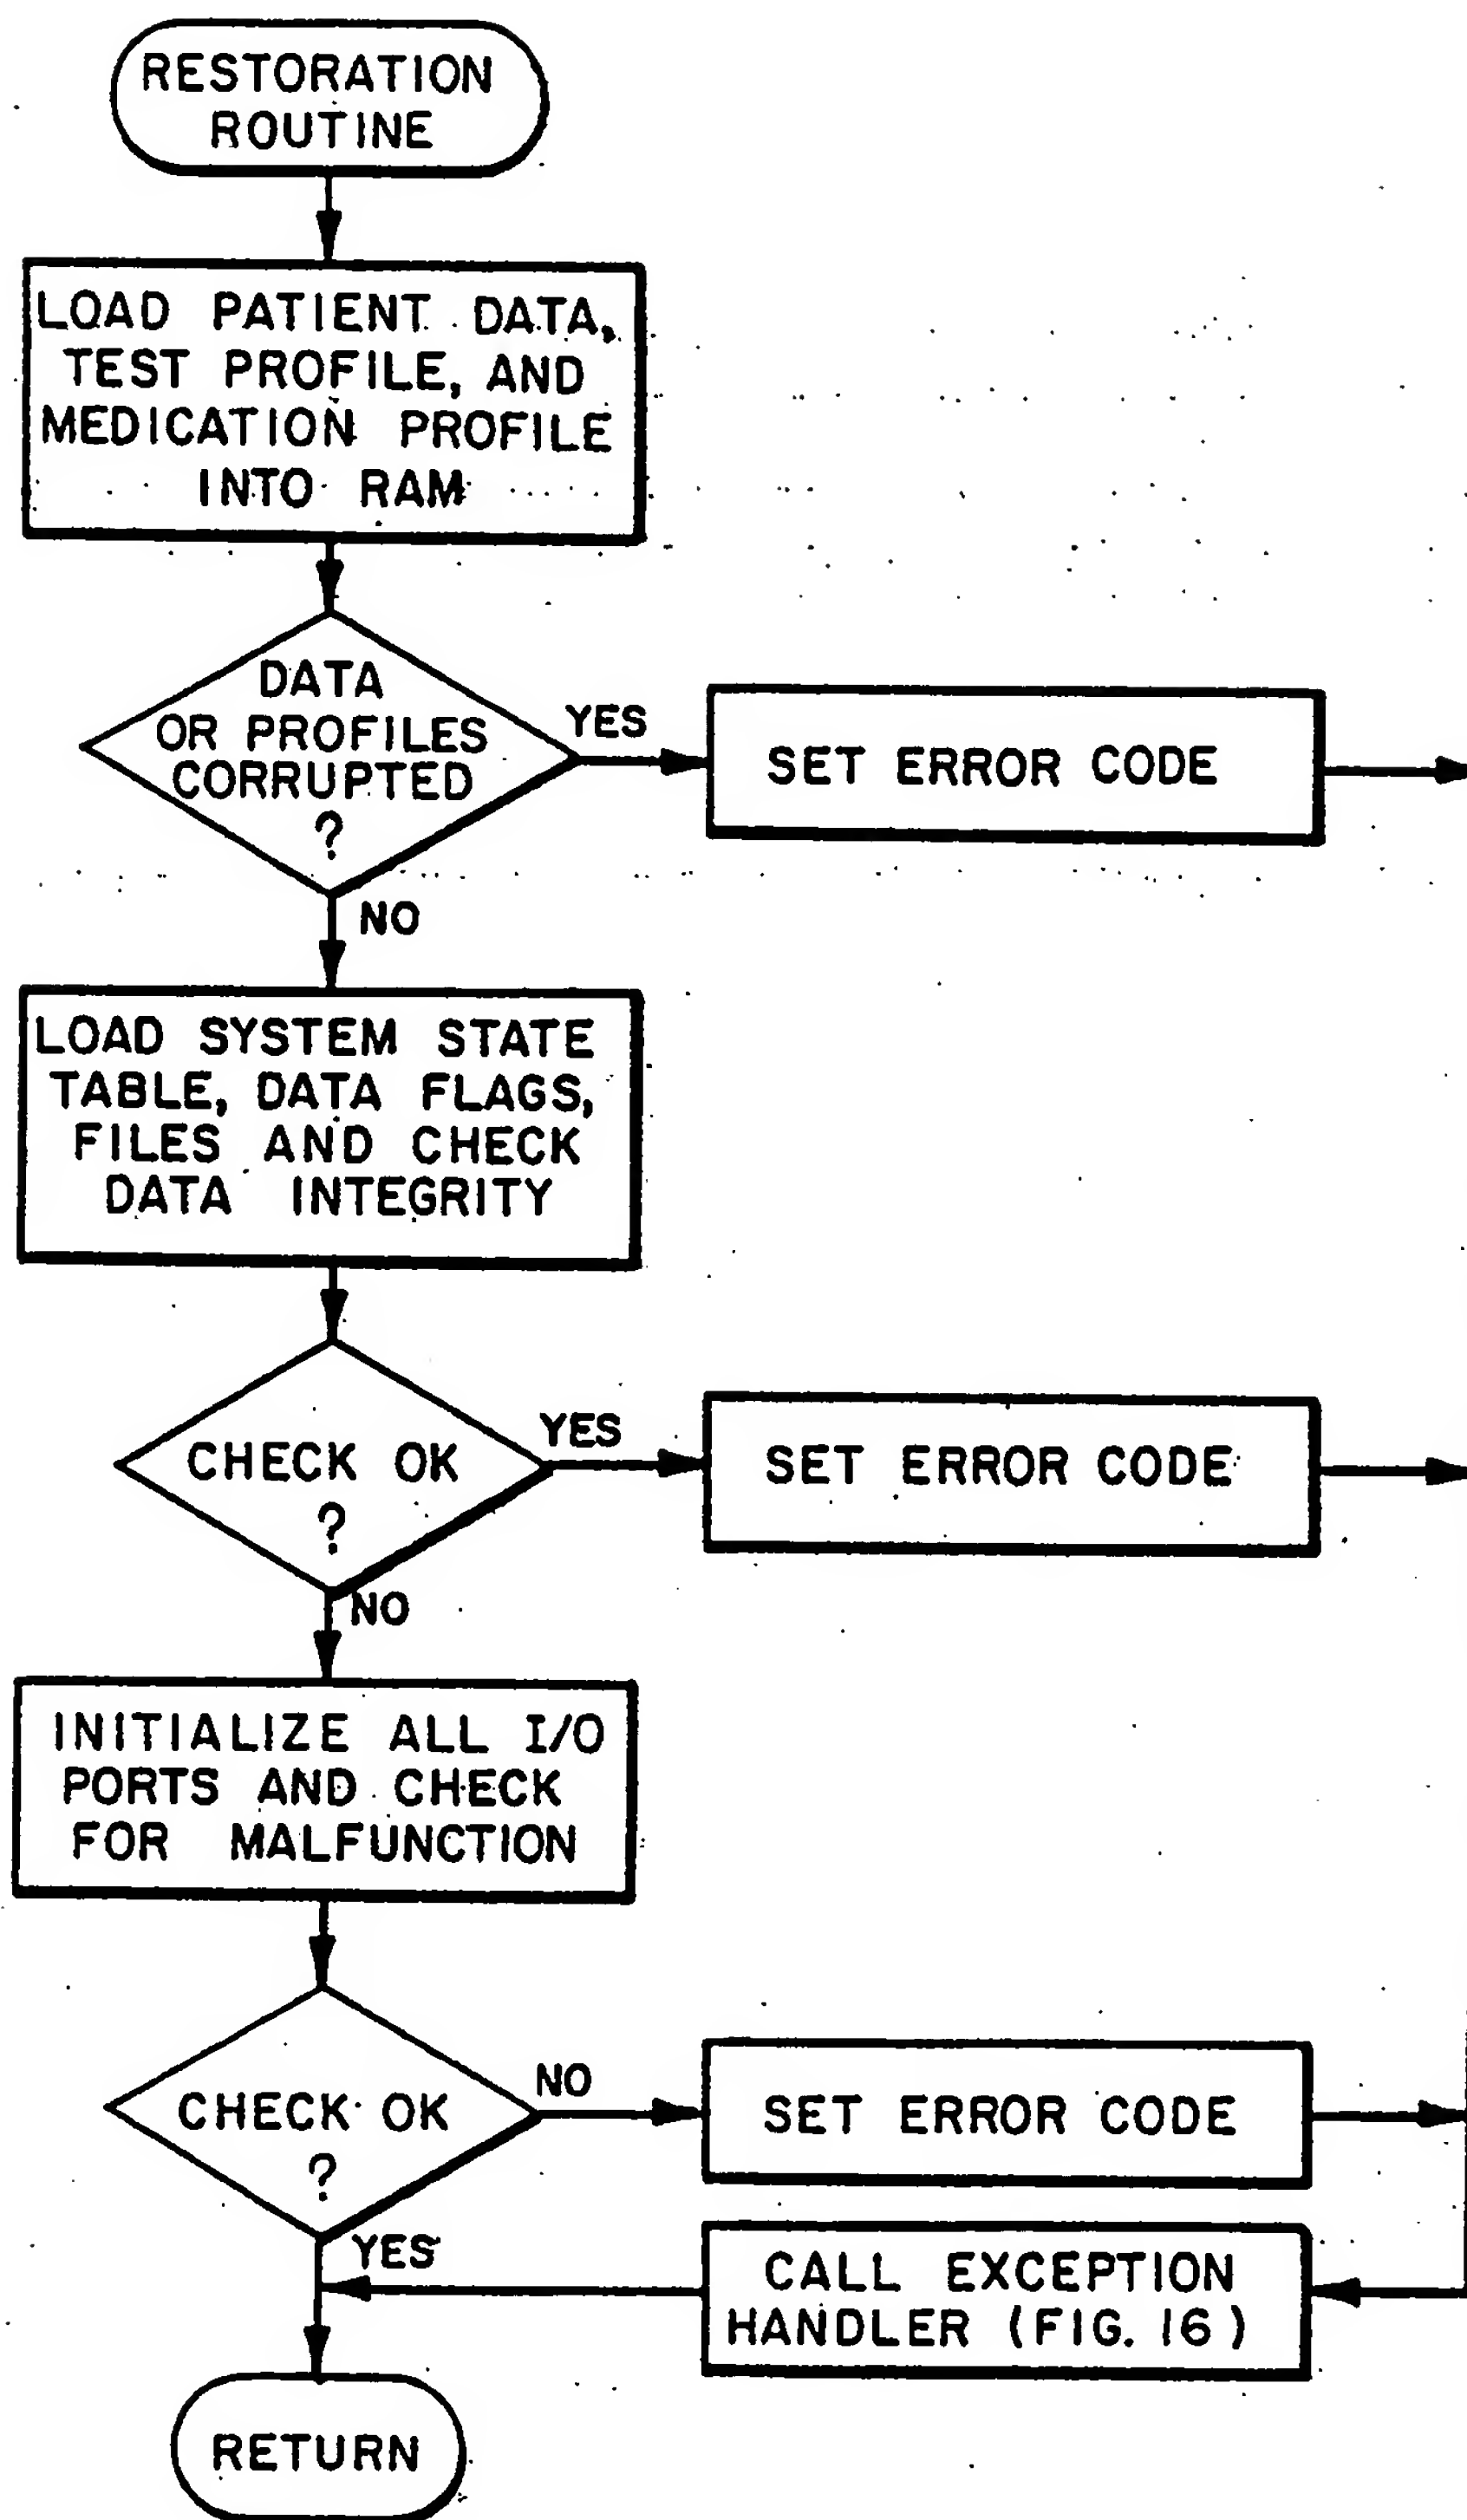 RESTORATION
ROUTINE
LOAD PATIENT DATA,
TEST PROFILE, AND
MEDICATION PROFILE
INTO RAM
DATA
OR PROFILES
CORRUPTED
?
YES
SET ERROR CODE
NO
LOAD SYSTEM STATE
TABLE, DATA FLAGS,
FILES AND CHECK
DATA INTEGRITY
CHECK OK
?
YES
SET ERROR CODE
NO
INITIALIZE ALL I/O
PORTS AND CHECK
FOR MALFUNCTION
CHECK OK
?
NO
SET ERROR CODE
YES
CALL EXCEPTION
HANDLER (FIG. 16)
RETURN